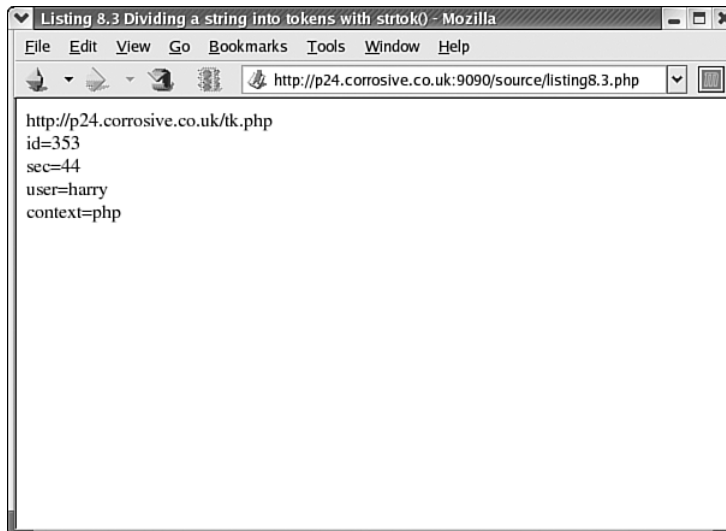 Listing 8.3 Dividing a string into tokens with strtok() - Mozilla
File Edit View Go Bookmarks Tools Window Help
http://p24.corrosive.co.uk:9090/source/listing8.3.php
http://p24.corrosive.co.uk/tk.php
id=353
sec=44
user=harry
context=php